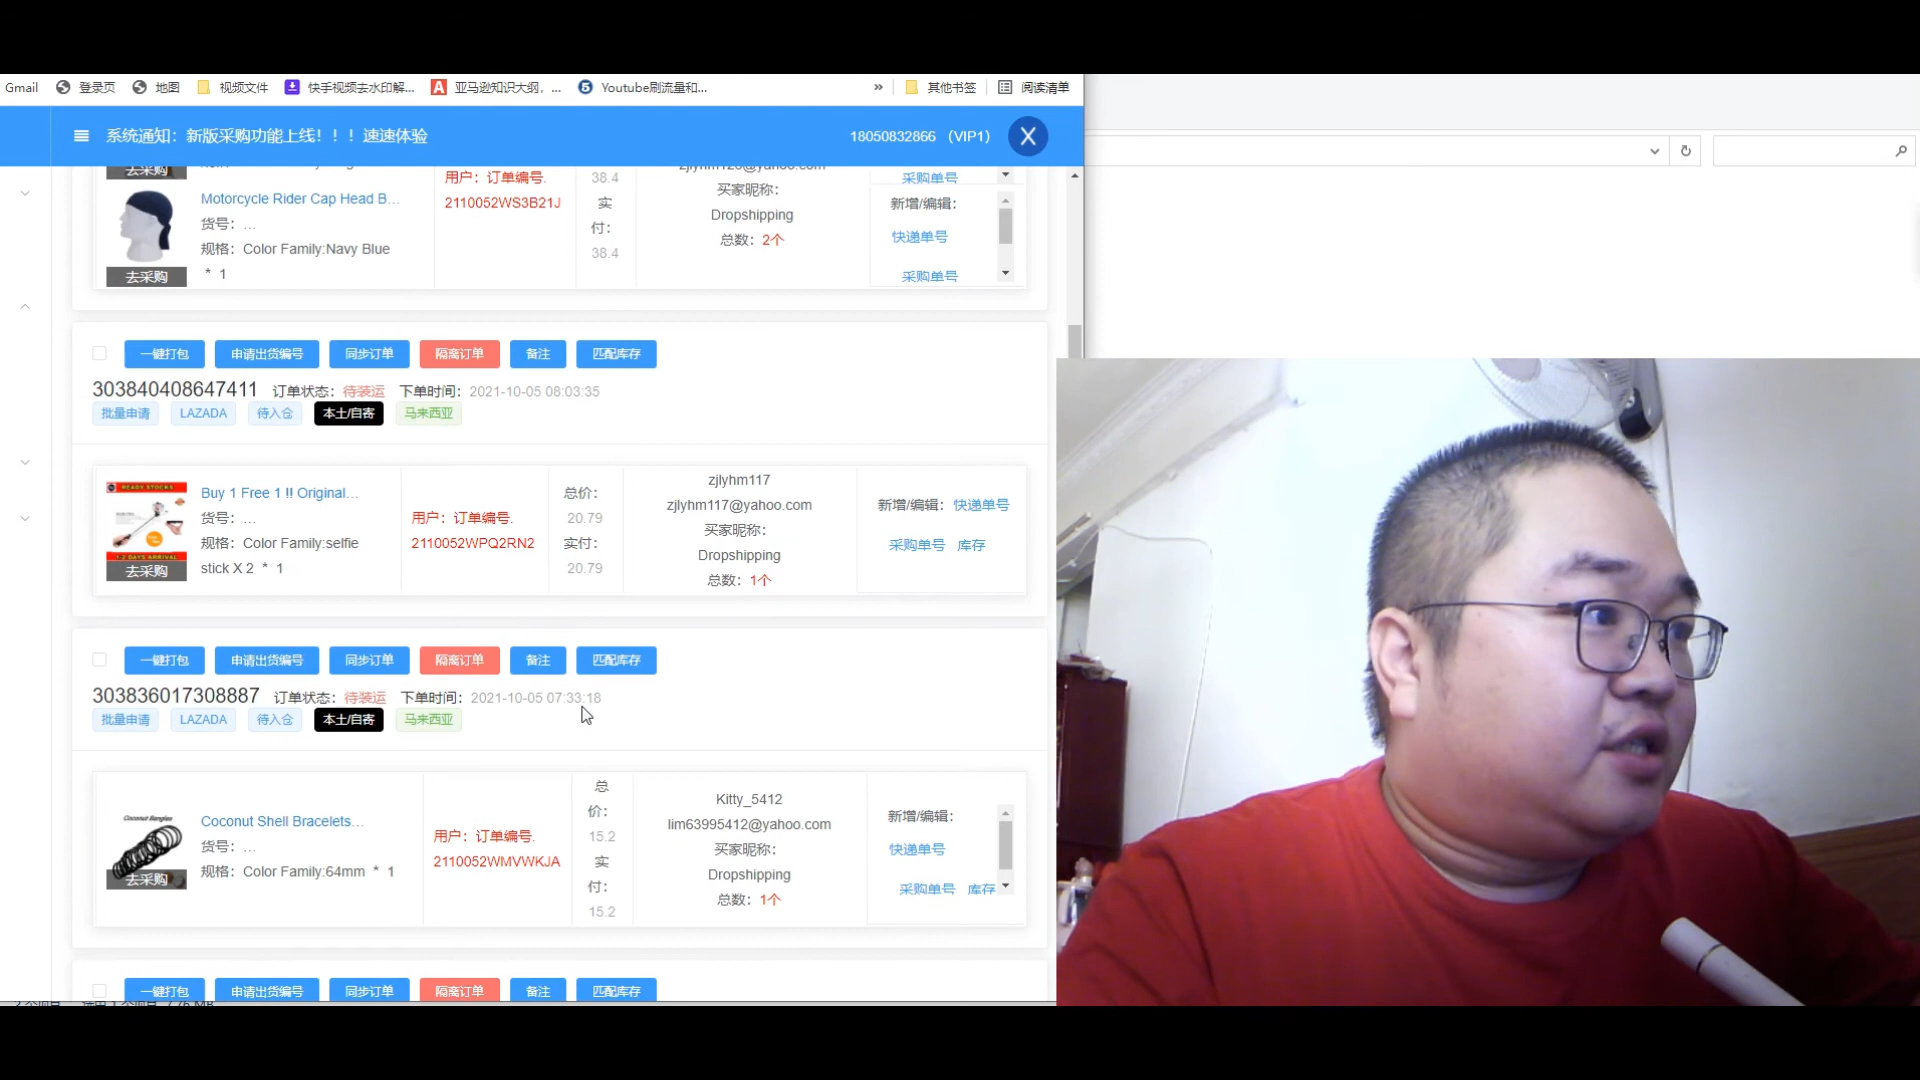 Gmail 登录页 地图 视频文件 快手视频去水印解... 亚马逊知识大纲，... Youtube刷流量和... » 其他书签 阅读清单
系统通知：新版采购功能上线！！！速速体验 18050832866 (VIP1) X
去采购
Motorcycle Rider Cap Head B...
货号：...
规格：Color Family:Navy Blue
* 1
去采购
用户：订单编号.
2110052WS3B21J
38.4
实
付：
38.4
买家昵称：
Dropshipping
总数：2个
采购单号
新增/编辑：
快递单号
采购单号
一键打包 申请出货编号 同步订单 隔离订单 备注 匹配库存
303840408647411 订单状态：待装运 下单时间：2021-10-05 08:03:35
批量申请 LAZADA 待入仓 本土/自寄 马来西亚
READY STOCKS
1-2 DAYS ARRIVAL
去采购
Buy 1 Free 1 !! Original...
货号：...
规格：Color Family:selfie
stick X 2 * 1
用户：订单编号.
2110052WPQ2RN2
总价：
20.79
实付：
20.79
zjlyhm117
zjlyhm117@yahoo.com
买家昵称：
Dropshipping
总数：1个
新增/编辑：快递单号
采购单号 库存
一键打包 申请出货编号 同步订单 隔离订单 备注 匹配库存
303836017308887 订单状态：待装运 下单时间：2021-10-05 07:33:18
批量申请 LAZADA 待入仓 本土/自寄 马来西亚
Coconut Bangles
去采购
Coconut Shell Bracelets...
货号：...
规格：Color Family:64mm * 1
用户：订单编号.
2110052WMVWKJA
总
价：
15.2
实
付：
15.2
Kitty_5412
lim63995412@yahoo.com
买家昵称：
Dropshipping
总数：1个
新增/编辑：
快递单号
采购单号 库存
一键打包 申请出货编号 同步订单 隔离订单 备注 匹配库存